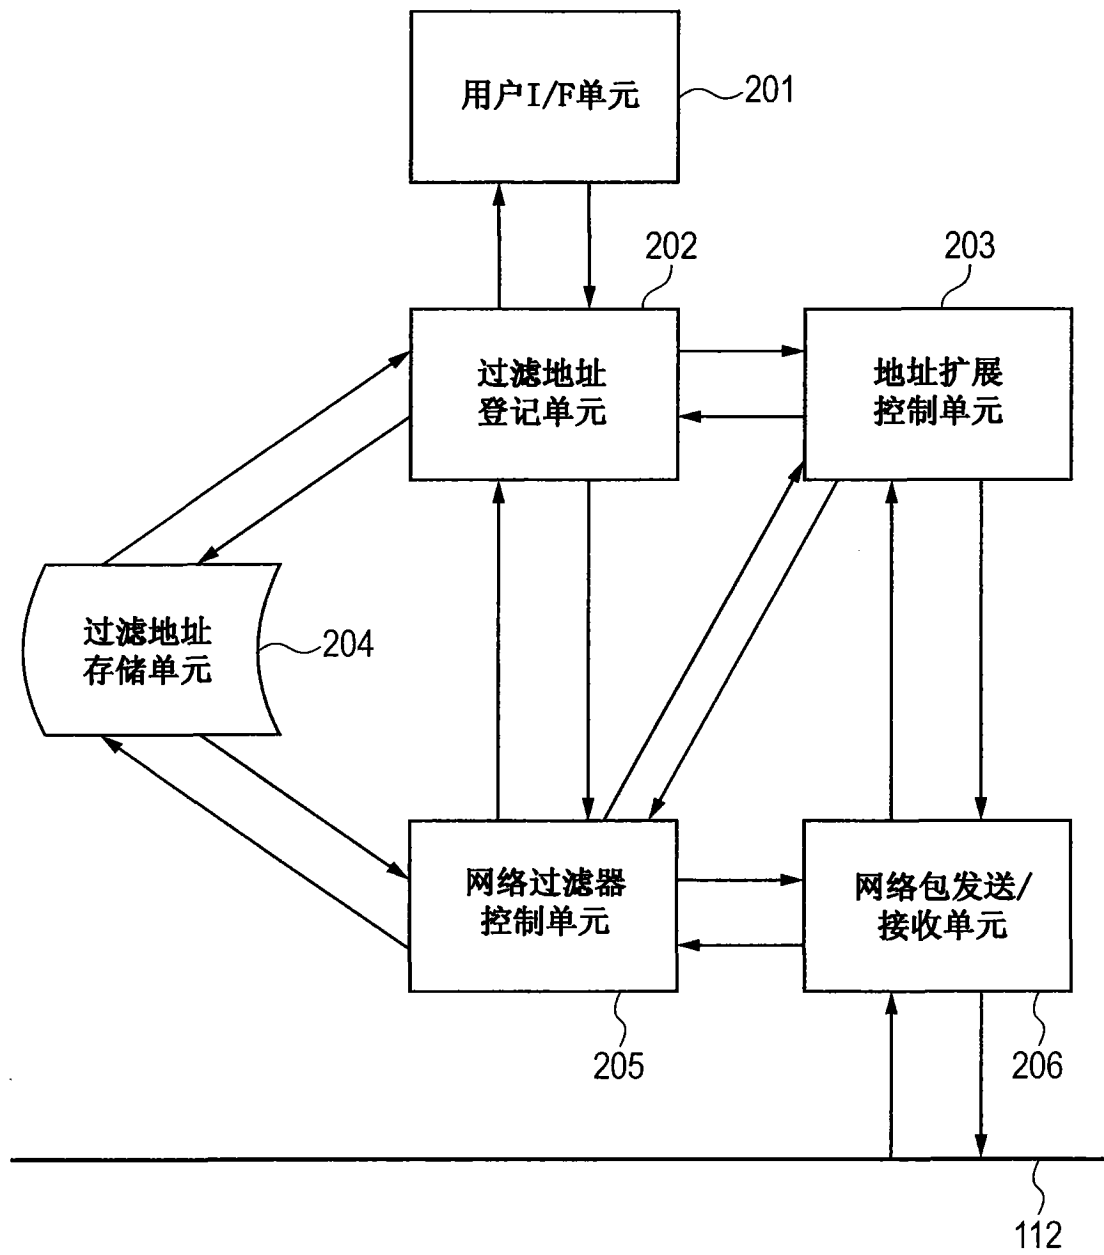 用户I/F单元
201
202
203
过滤地址
登记单元
地址扩展
控制单元
过滤地址
存储单元
204
网络过滤器
控制单元
网络包发送/
接收单元
205
206
112